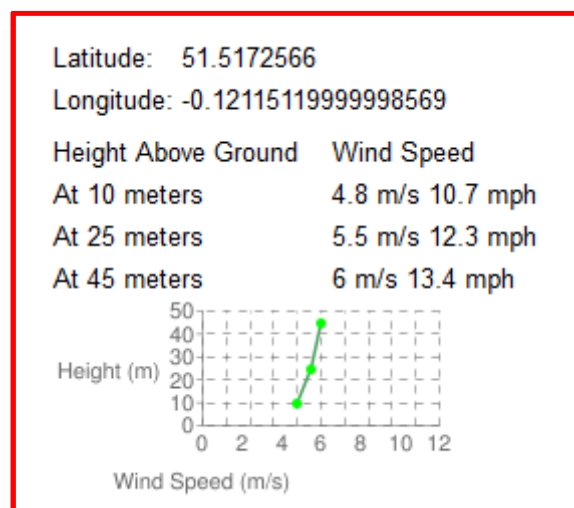 Latitude: 51.5172566
Longitude: -0.12115119999998569
Height Above Ground Wind Speed
At 10 meters 4.8 m/s 10.7 mph
At 25 meters 5.5 m/s 12.3 mph
At 45 meters 6 m/s 13.4 mph
50
40
30
Height (m)
20
10
0
0 2 4 6 8 10 12
Wind Speed (m/s)